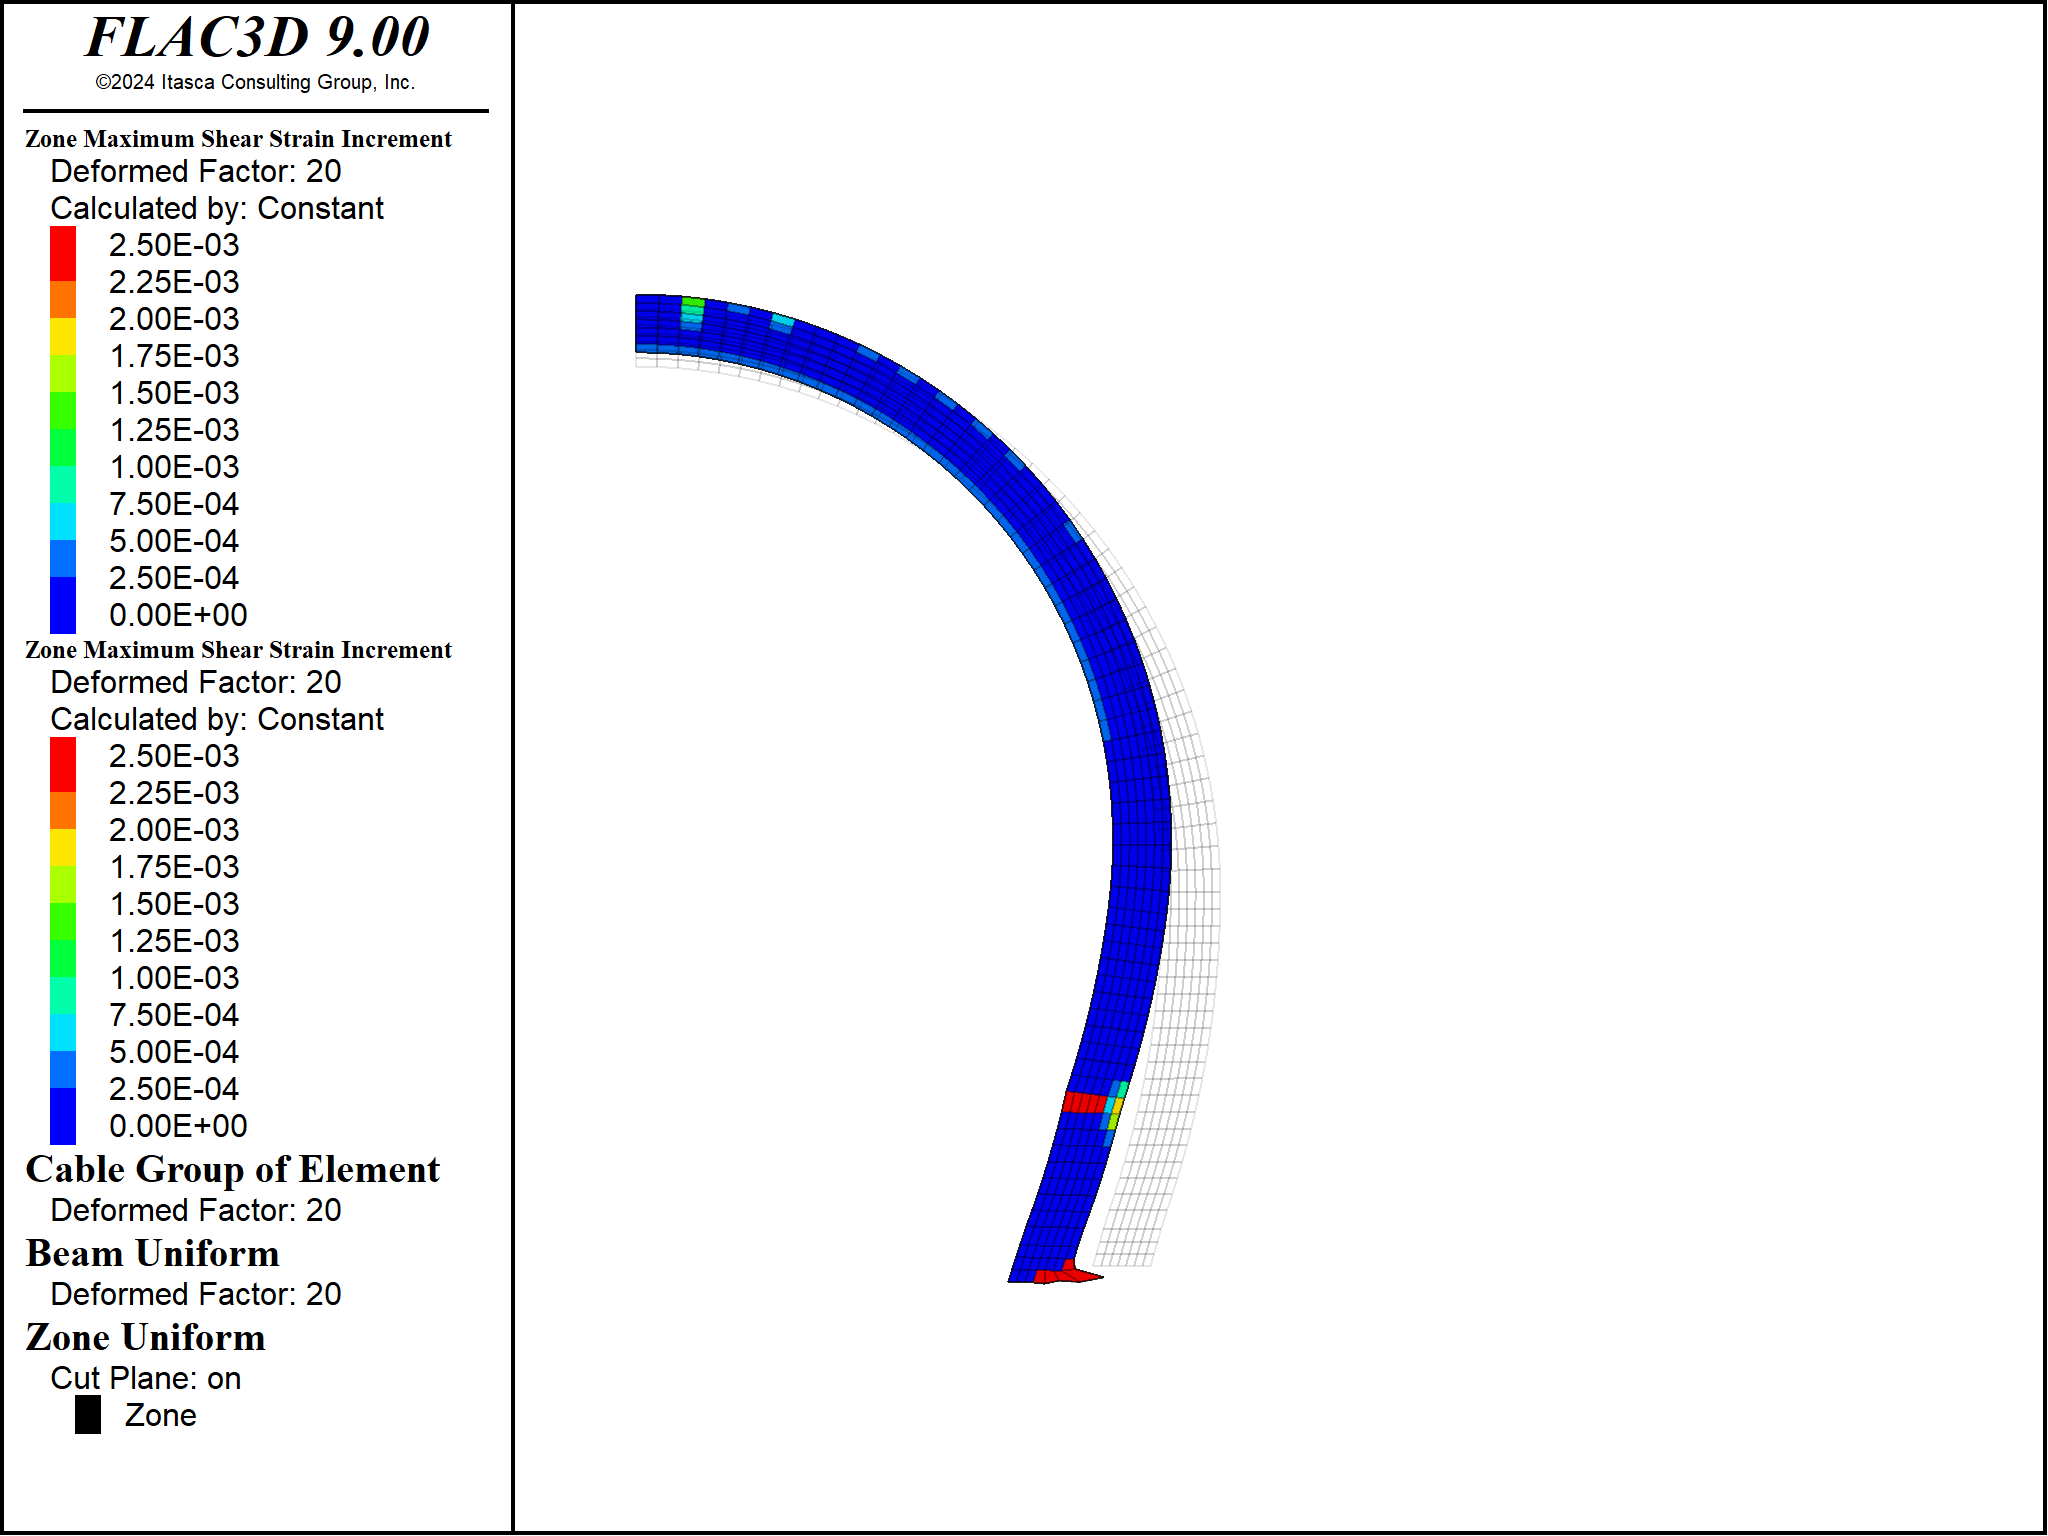 FLAC3D 9.00
©2024 Itasca Consulting Group, Inc.
Zone Maximum Shear Strain Increment
Deformed Factor: 20
Calculated by: Constant
2.50E-03
2.25E-03
2.00E-03
1.75E-03
1.50E-03
1.25E-03
1.00E-03
7.50E-04
5.00E-04
2.50E-04
0.00E+00
Zone Maximum Shear Strain Increment
Deformed Factor: 20
Calculated by: Constant
2.50E-03
2.25E-03
2.00E-03
1.75E-03
1.50E-03
1.25E-03
1.00E-03
7.50E-04
5.00E-04
2.50E-04
0.00E+00
Cable Group of Element
Deformed Factor: 20
Beam Uniform
Deformed Factor: 20
Zone Uniform
Cut Plane: on
Zone